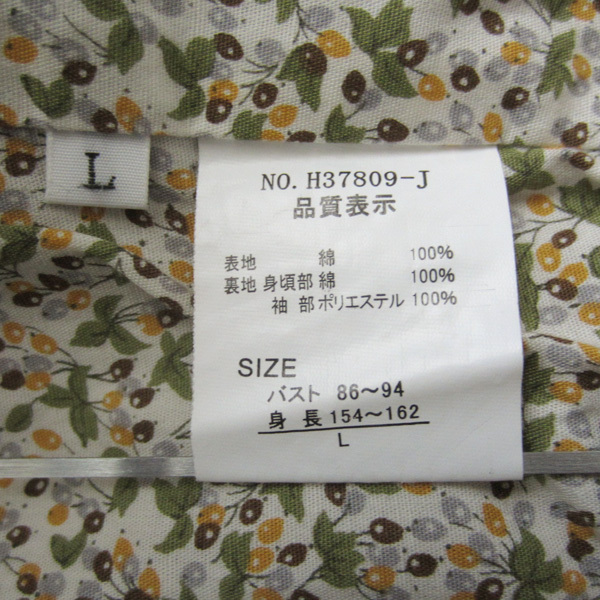 L
NO. H37809-J
品質表示
表地 綿 100%
裏地 身頃部 綿 100%
袖 部 ポリエステル 100%
SIZE
バスト 86～94
身 長 154～162
L